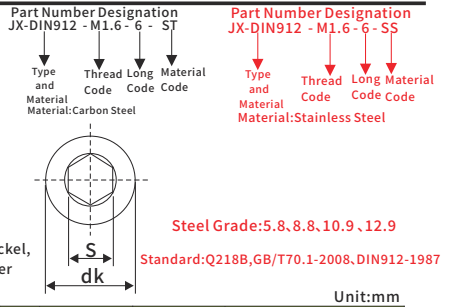 Part Number Designation
JX-DIN912 - M1.6 - 6 - ST
Type and Material
Thread Code
Long Code
Material Code
Material:Carbon Steel
Part Number Designation
JX-DIN912 - M1.6 - 6 - SS
Type and Material
Thread Code
Long Code
Material Code
Material:Stainless Steel
S
dk
Steel Grade:5.8、8.8、10.9、12.9
Standard:Q218B,GB/T70.1-2008、DIN912-1987
Unit:mm